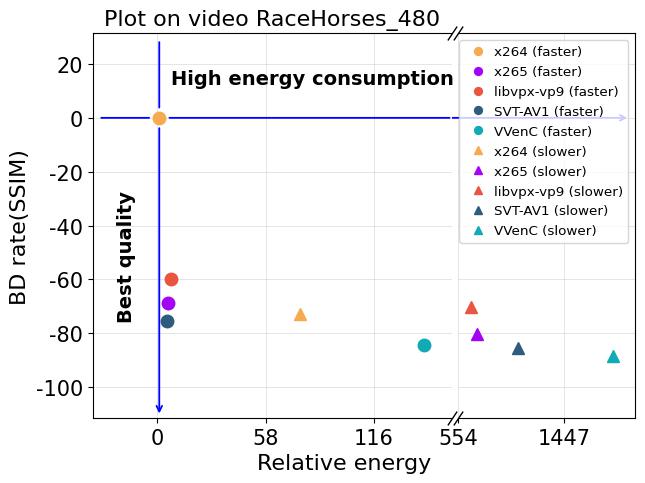 Plot on video RaceHorses_480
High energy consumption
Best quality
x264 (faster)
x265 (faster)
libvpx-vp9 (faster)
SVT-AV1 (faster)
VVenC (faster)
x264 (slower)
x265 (slower)
libvpx-vp9 (slower)
SVT-AV1 (slower)
VVenC (slower)
BD rate(SSIM)
20
0
-20
-40
-60
-80
-100
0 58 116 554 1447
Relative energy